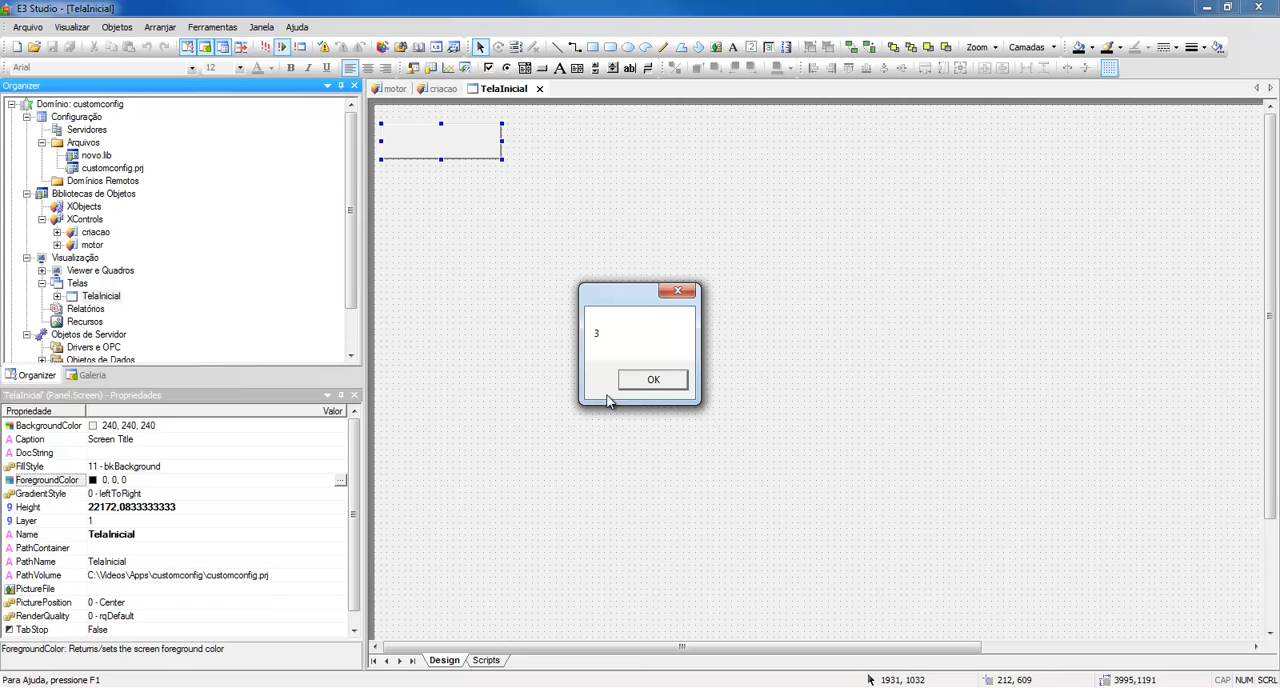 E3 Studio - [TelaInicial]
Arquivo Visualizar Objetos Arranjar Ferramentas Janela Ajuda
Zoom Camadas
Arial 12 A B I U
Organizer
motor criacao TelaInicial
Domínio: customconfig
Configuração
Servidores
Arquivos
novo.lib
customconfig.prj
Domínios Remotos
Bibliotecas de Objetos
XObjects
XControls
criacao
motor
Visualização
Viewer e Quadros
Telas
TelaInicial
Relatórios
Recursos
Objetos de Servidor
Drivers e OPC
Objetos de Dados
Organizer Galeria
3
OK
TelaInicial' (Panel.Screen) - Propriedades
Propriedade Valor
BackgroundColor 240, 240, 240
Caption Screen Title
DocString
FillStyle 11 - bkBackground
ForegroundColor 0, 0, 0 ...
GradientStyle 0 - leftToRight
Height 22172,0833333333
Layer 1
Name TelaInicial
PathContainer
PathName TelaInicial
PathVolume C:\Videos\Apps\customconfig\customconfig.prj
PictureFile
PicturePosition 0 - Center
RenderQuality 0 - rqDefault
TabStop False
ForegroundColor: Returns/sets the screen foreground color
Design Scripts
Para Ajuda, pressione F1
1931, 1032 212, 609 3995,1191 CAP NUM SCRL